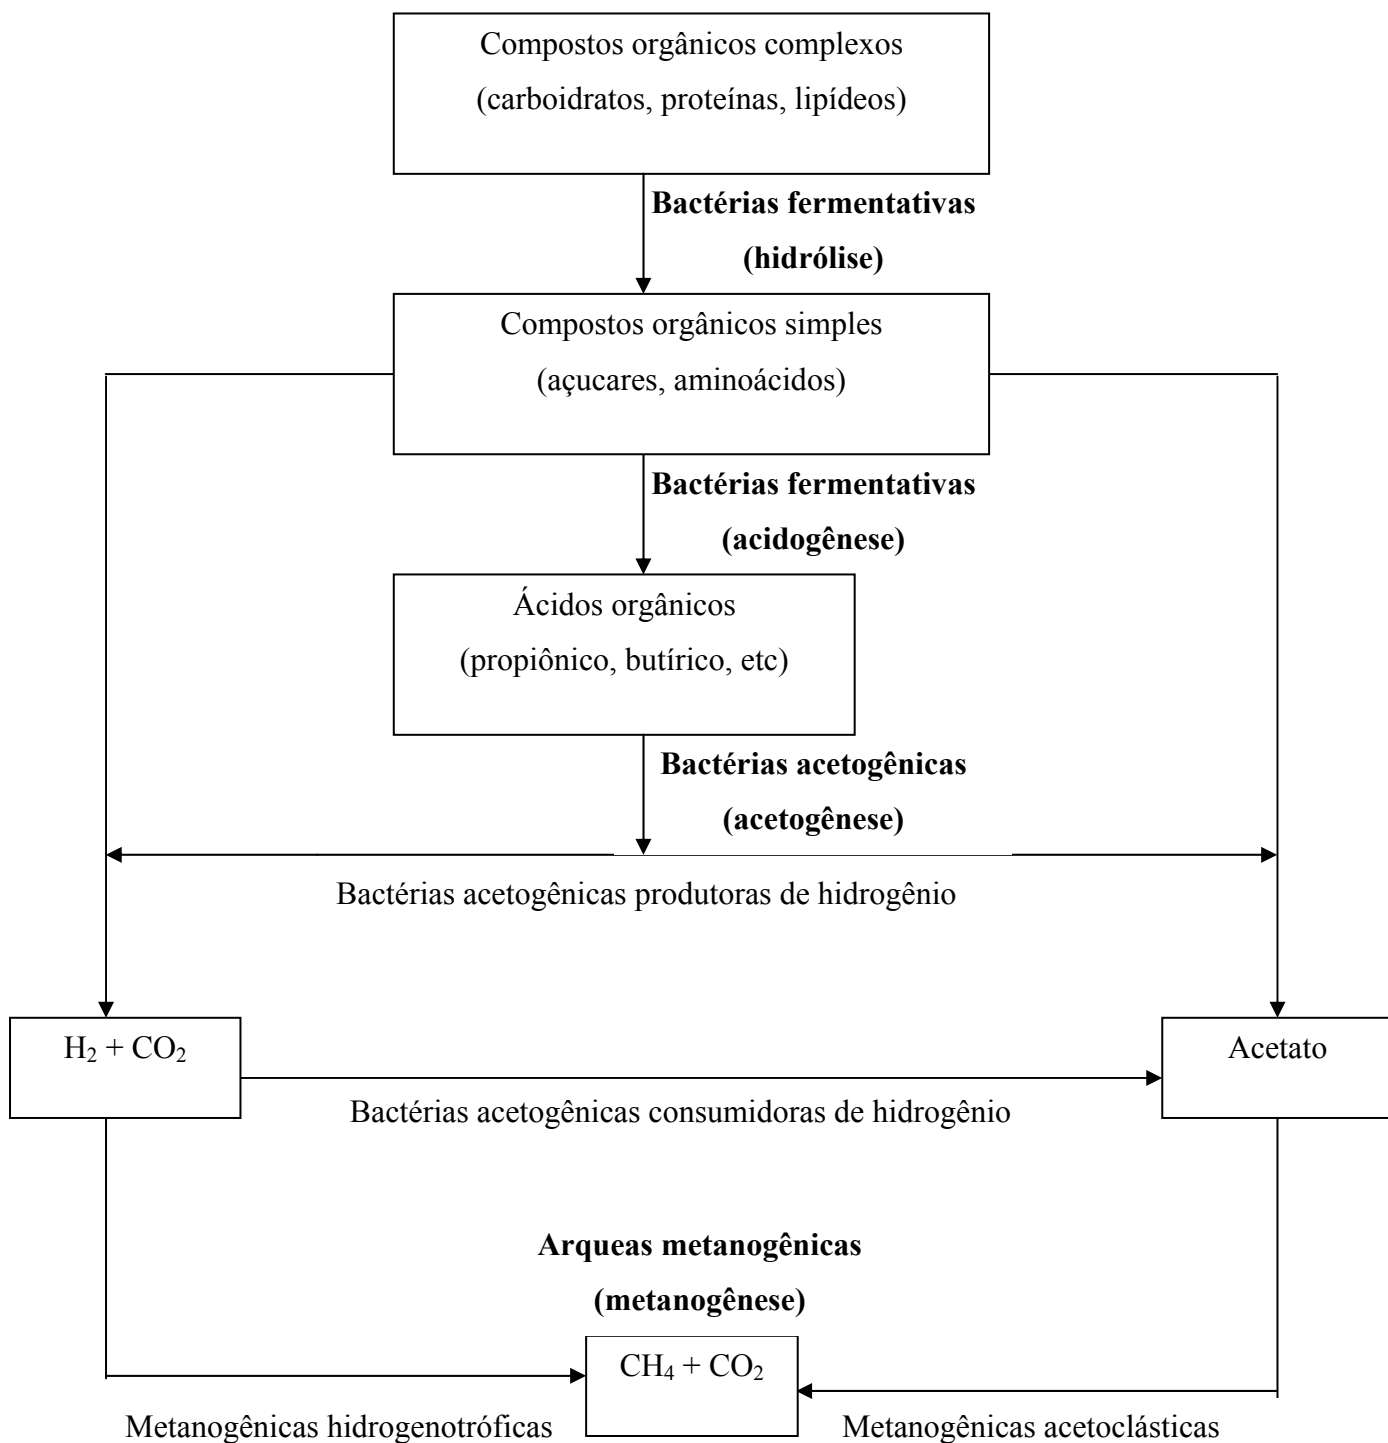 Compostos orgânicos complexos
(carboidratos, proteínas, lipídeos)
Bactérias fermentativas
(hidrólise)
Compostos orgânicos simples
(açucares, aminoácidos)
Bactérias fermentativas
(acidogênese)
Ácidos orgânicos
(propiônico, butírico, etc)
Bactérias acetogênicas
(acetogênese)
Bactérias acetogênicas produtoras de hidrogênio
H₂ + CO₂
Acetato
Bactérias acetogênicas consumidoras de hidrogênio
Arqueas metanogênicas
(metanogênese)
CH₄ + CO₂
Metanogênicas hidrogenotróficas
Metanogênicas acetoclásticas